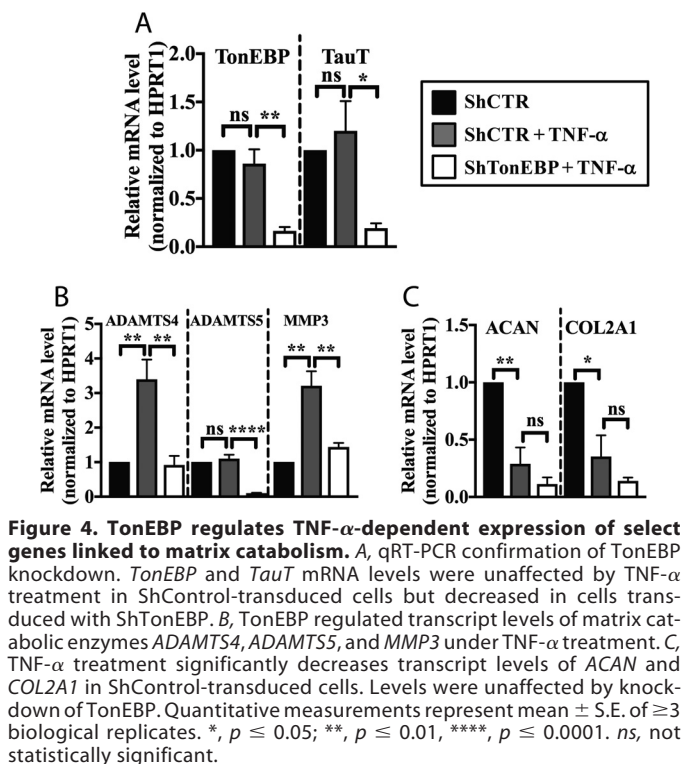 A
TonEBP
TauT
Relative mRNA level
(normalized to HPRT1)
2.0
1.5
1.0
0.5
0.0
ns
**
ns
*
ShCTR
ShCTR + TNF-α
ShTonEBP + TNF-α
B
ADAMTS4
ADAMTS5
MMP3
Relative mRNA level
(normalized to HPRT1)
5
4
3
2
1
0
**
**
ns
****
**
**
C
ACAN
COL2A1
Relative mRNA level
(normalized to HPRT1)
1.5
1.0
0.5
0.0
**
ns
*
ns
Figure 4. TonEBP regulates TNF-α-dependent expression of select
genes linked to matrix catabolism. A, qRT-PCR confirmation of TonEBP
knockdown. TonEBP and TauT mRNA levels were unaffected by TNF-α
treatment in ShControl-transduced cells but decreased in cells trans-
duced with ShTonEBP. B, TonEBP regulated transcript levels of matrix cat-
abolic enzymes ADAMTS4, ADAMTS5, and MMP3 under TNF-α treatment. C,
TNF-α treatment significantly decreases transcript levels of ACAN and
COL2A1 in ShControl-transduced cells. Levels were unaffected by knock-
down of TonEBP. Quantitative measurements represent mean ± S.E. of ≥3
biological replicates. *, p ≤ 0.05; **, p ≤ 0.01, ****, p ≤ 0.0001. ns, not
statistically significant.